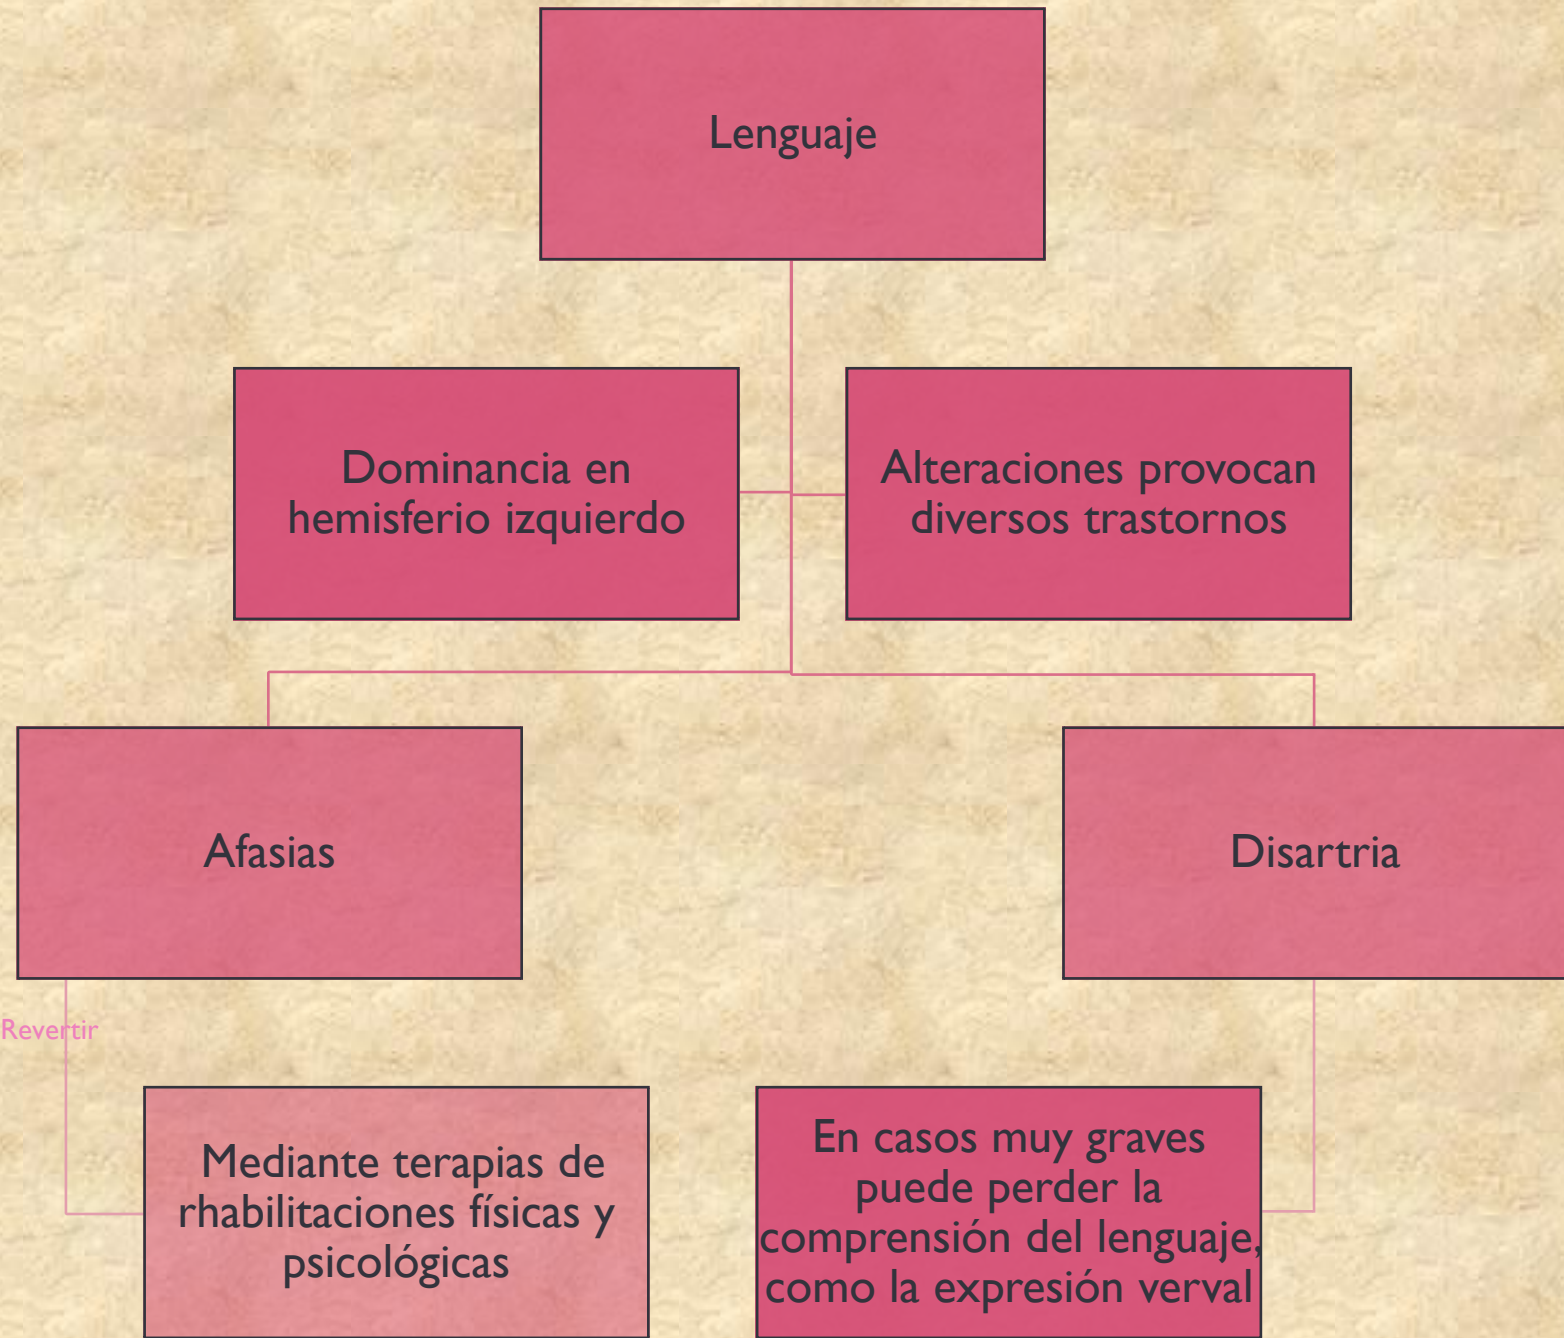 Lenguaje
Dominancia en
hemisferio izquierdo
Alteraciones provocan
diversos trastornos
Afasias
Disartria
Revertir
Mediante terapias de
rhabilitaciones físicas y
psicológicas
En casos muy graves
puede perder la
comprensión del lenguaje,
como la expresión verval